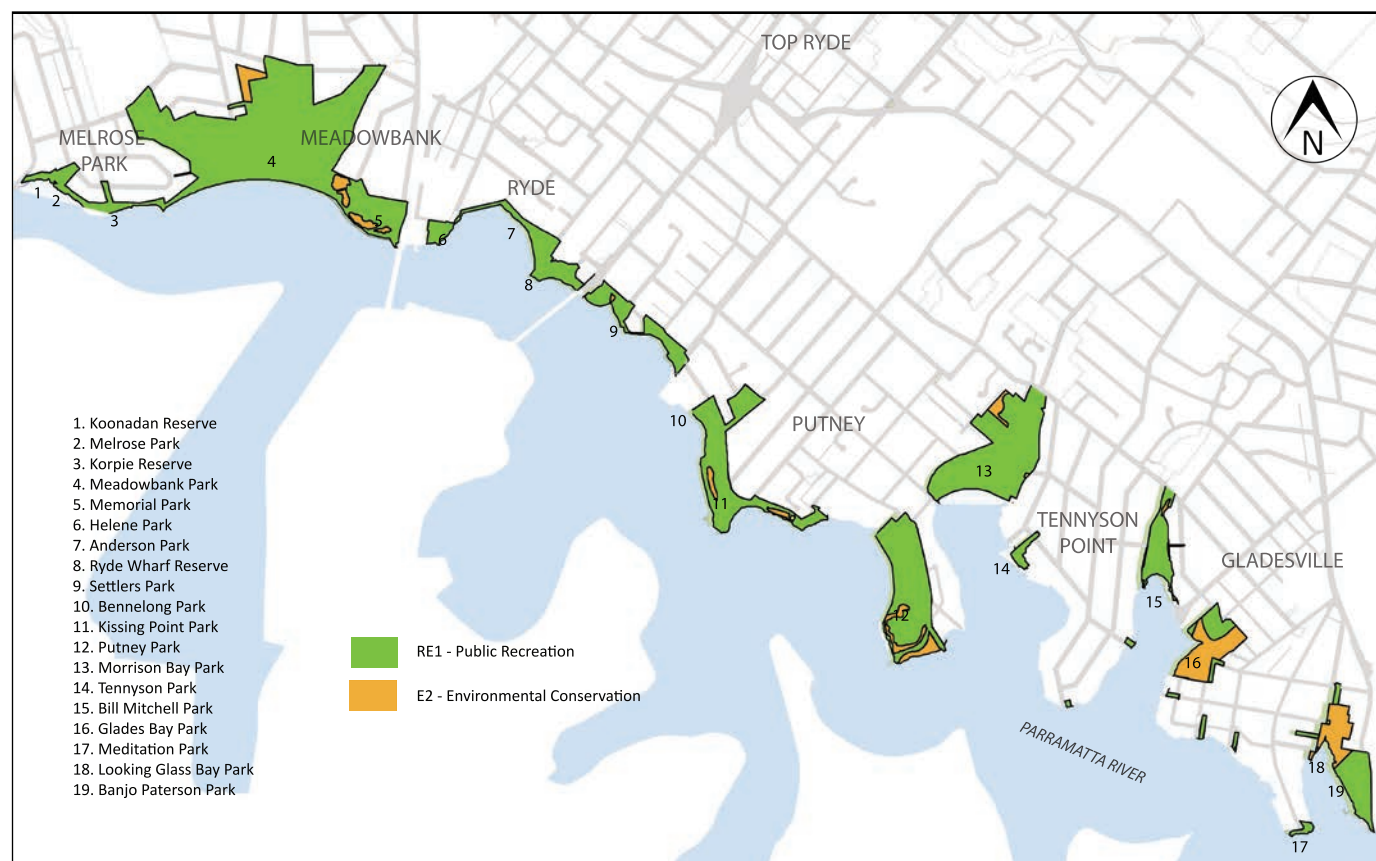 TOP RYDE
N
MELROSE
PARK
MEADOWBANK
RYDE
1
2
3
4
5
6
7
8
9
10
11
PUTNEY
12
13
14
TENNYSON
POINT
15
GLADESVILLE
16
17
18
19
PARRAMATTA RIVER
1. Koonadan Reserve
2. Melrose Park
3. Korpie Reserve
4. Meadowbank Park
5. Memorial Park
6. Helene Park
7. Anderson Park
8. Ryde Wharf Reserve
9. Settlers Park
10. Bennelong Park
11. Kissing Point Park
12. Putney Park
13. Morrison Bay Park
14. Tennyson Park
15. Bill Mitchell Park
16. Glades Bay Park
17. Meditation Park
18. Looking Glass Bay Park
19. Banjo Paterson Park
RE1 - Public Recreation
E2 - Environmental Conservation